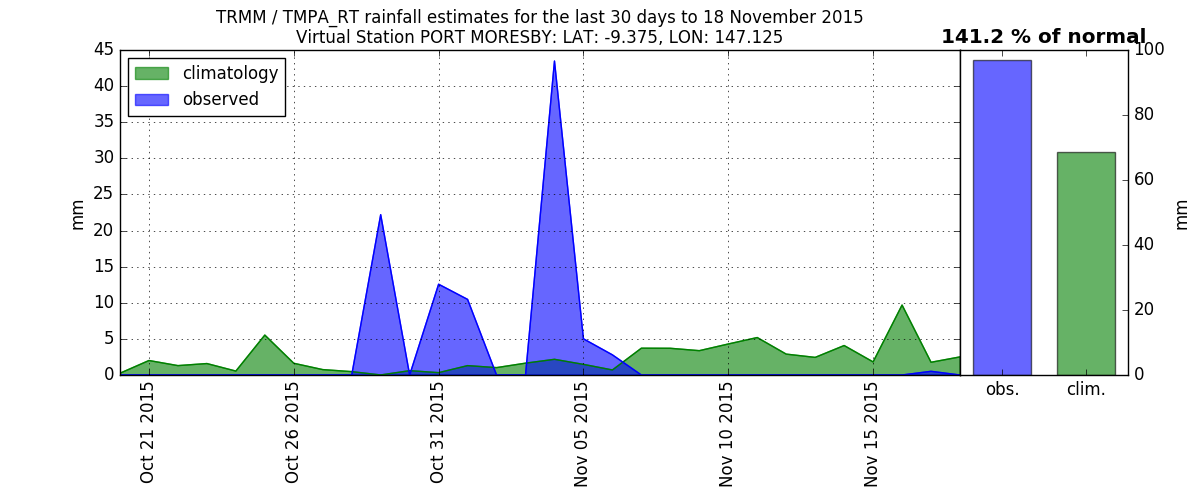 TRMM / TMPA_RT rainfall estimates for the last 30 days to 18 November 2015
Virtual Station PORT MORESBY: LAT: -9.375, LON: 147.125
141.2 % of normal
climatology
observed
mm
45
40
35
30
25
20
15
10
5
0
Oct 21 2015
Oct 26 2015
Oct 31 2015
Nov 05 2015
Nov 10 2015
Nov 15 2015
obs.
clim.
100
80
60
40
20
0
mm